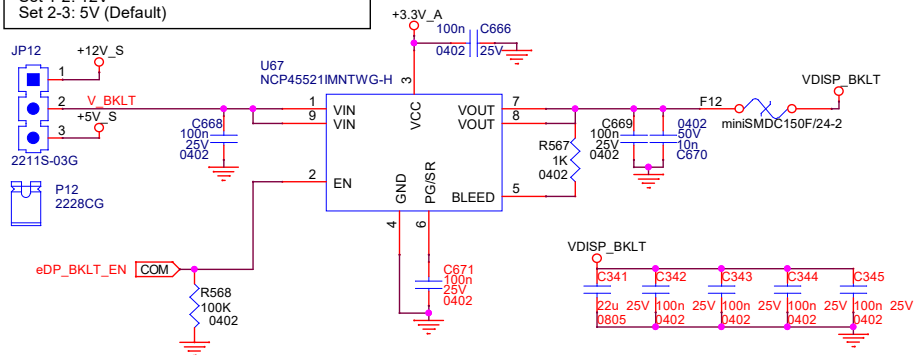 Set 2-3: 5V (Default)
JP12
+12V_S
1
2
V_BKLT
+5V_S
3
2211S-03G
P12
2228CG
+3.3V_A
100n
C666
0402
25V
U67
NCP45521IMNTWG-H
3
VCC
1
VIN
9
VIN
2
EN
GND
4
PG/SR
6
VOUT
7
VOUT
8
BLEED
5
C668
100n
25V
0402
R567
1K
0402
C669
100n
25V
0402
0402
50V
10n
C670
F12
miniSMDC150F/24-2
VDISP_BKLT
eDP_BKLT_EN
COM
R568
100K
0402
C671
100n
25V
0402
VDISP_BKLT
C341
22u
25V
0805
C342
100n
25V
0402
C343
100n
25V
0402
C344
100n
25V
0402
C345
100n
25V
0402